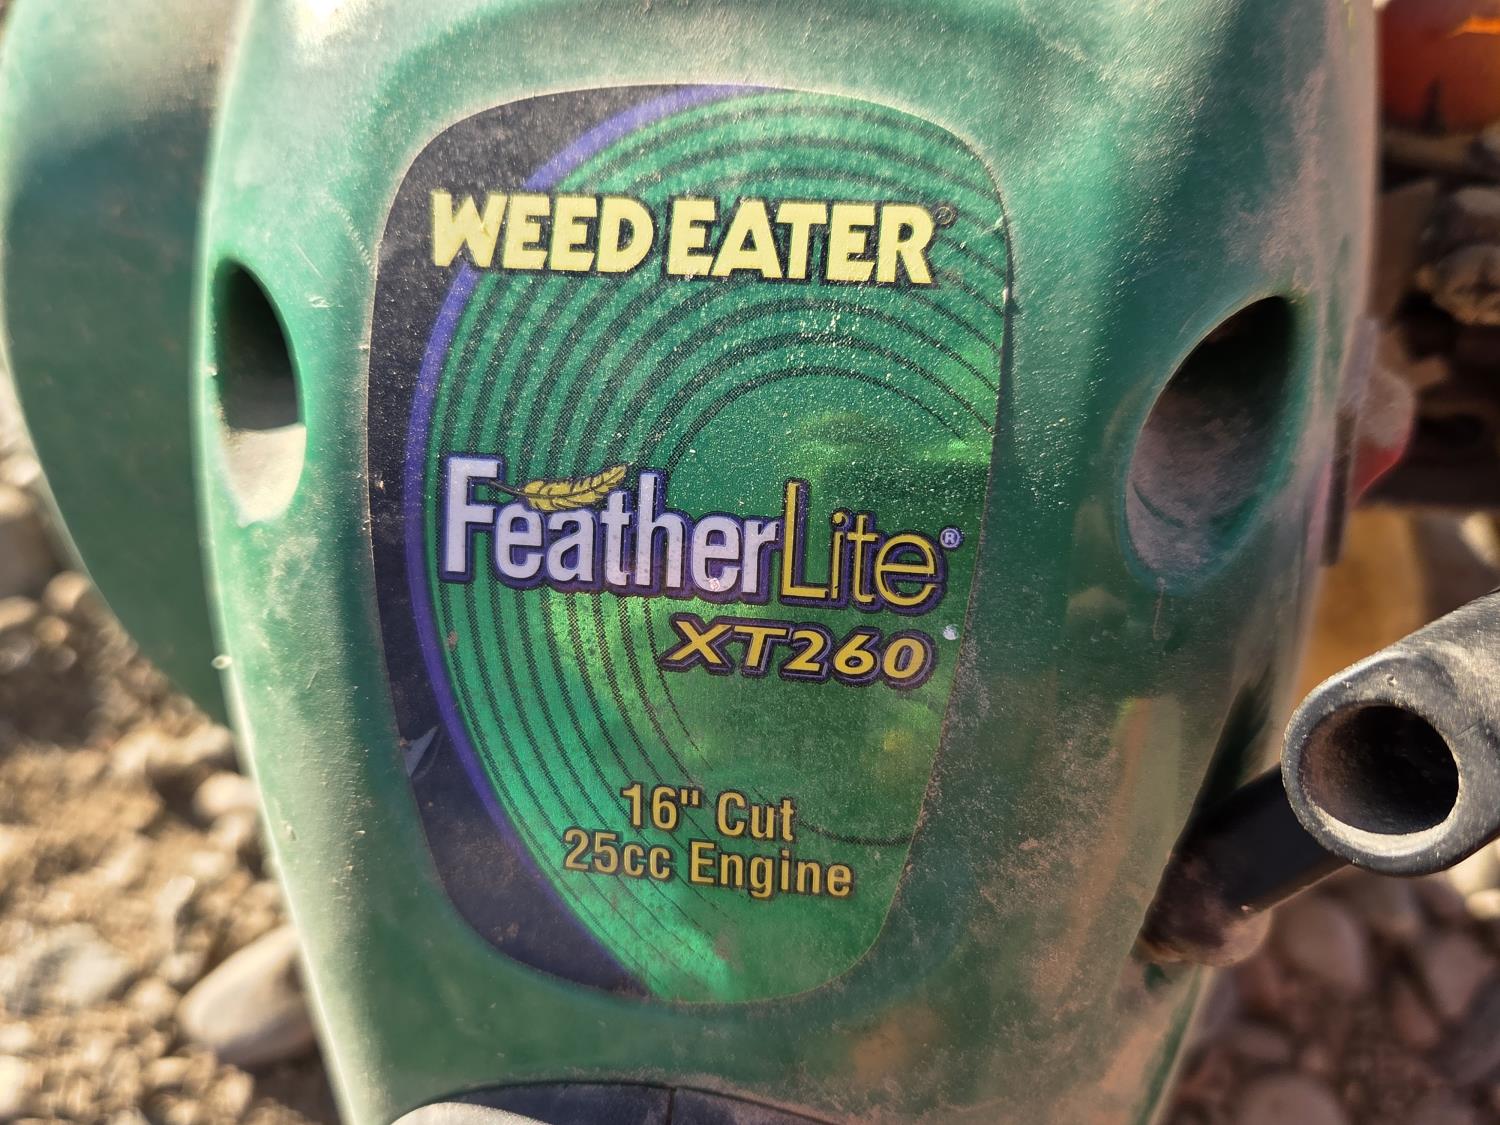 WEED EATER®
FeatherLite®
XT260
16" Cut
25cc Engine